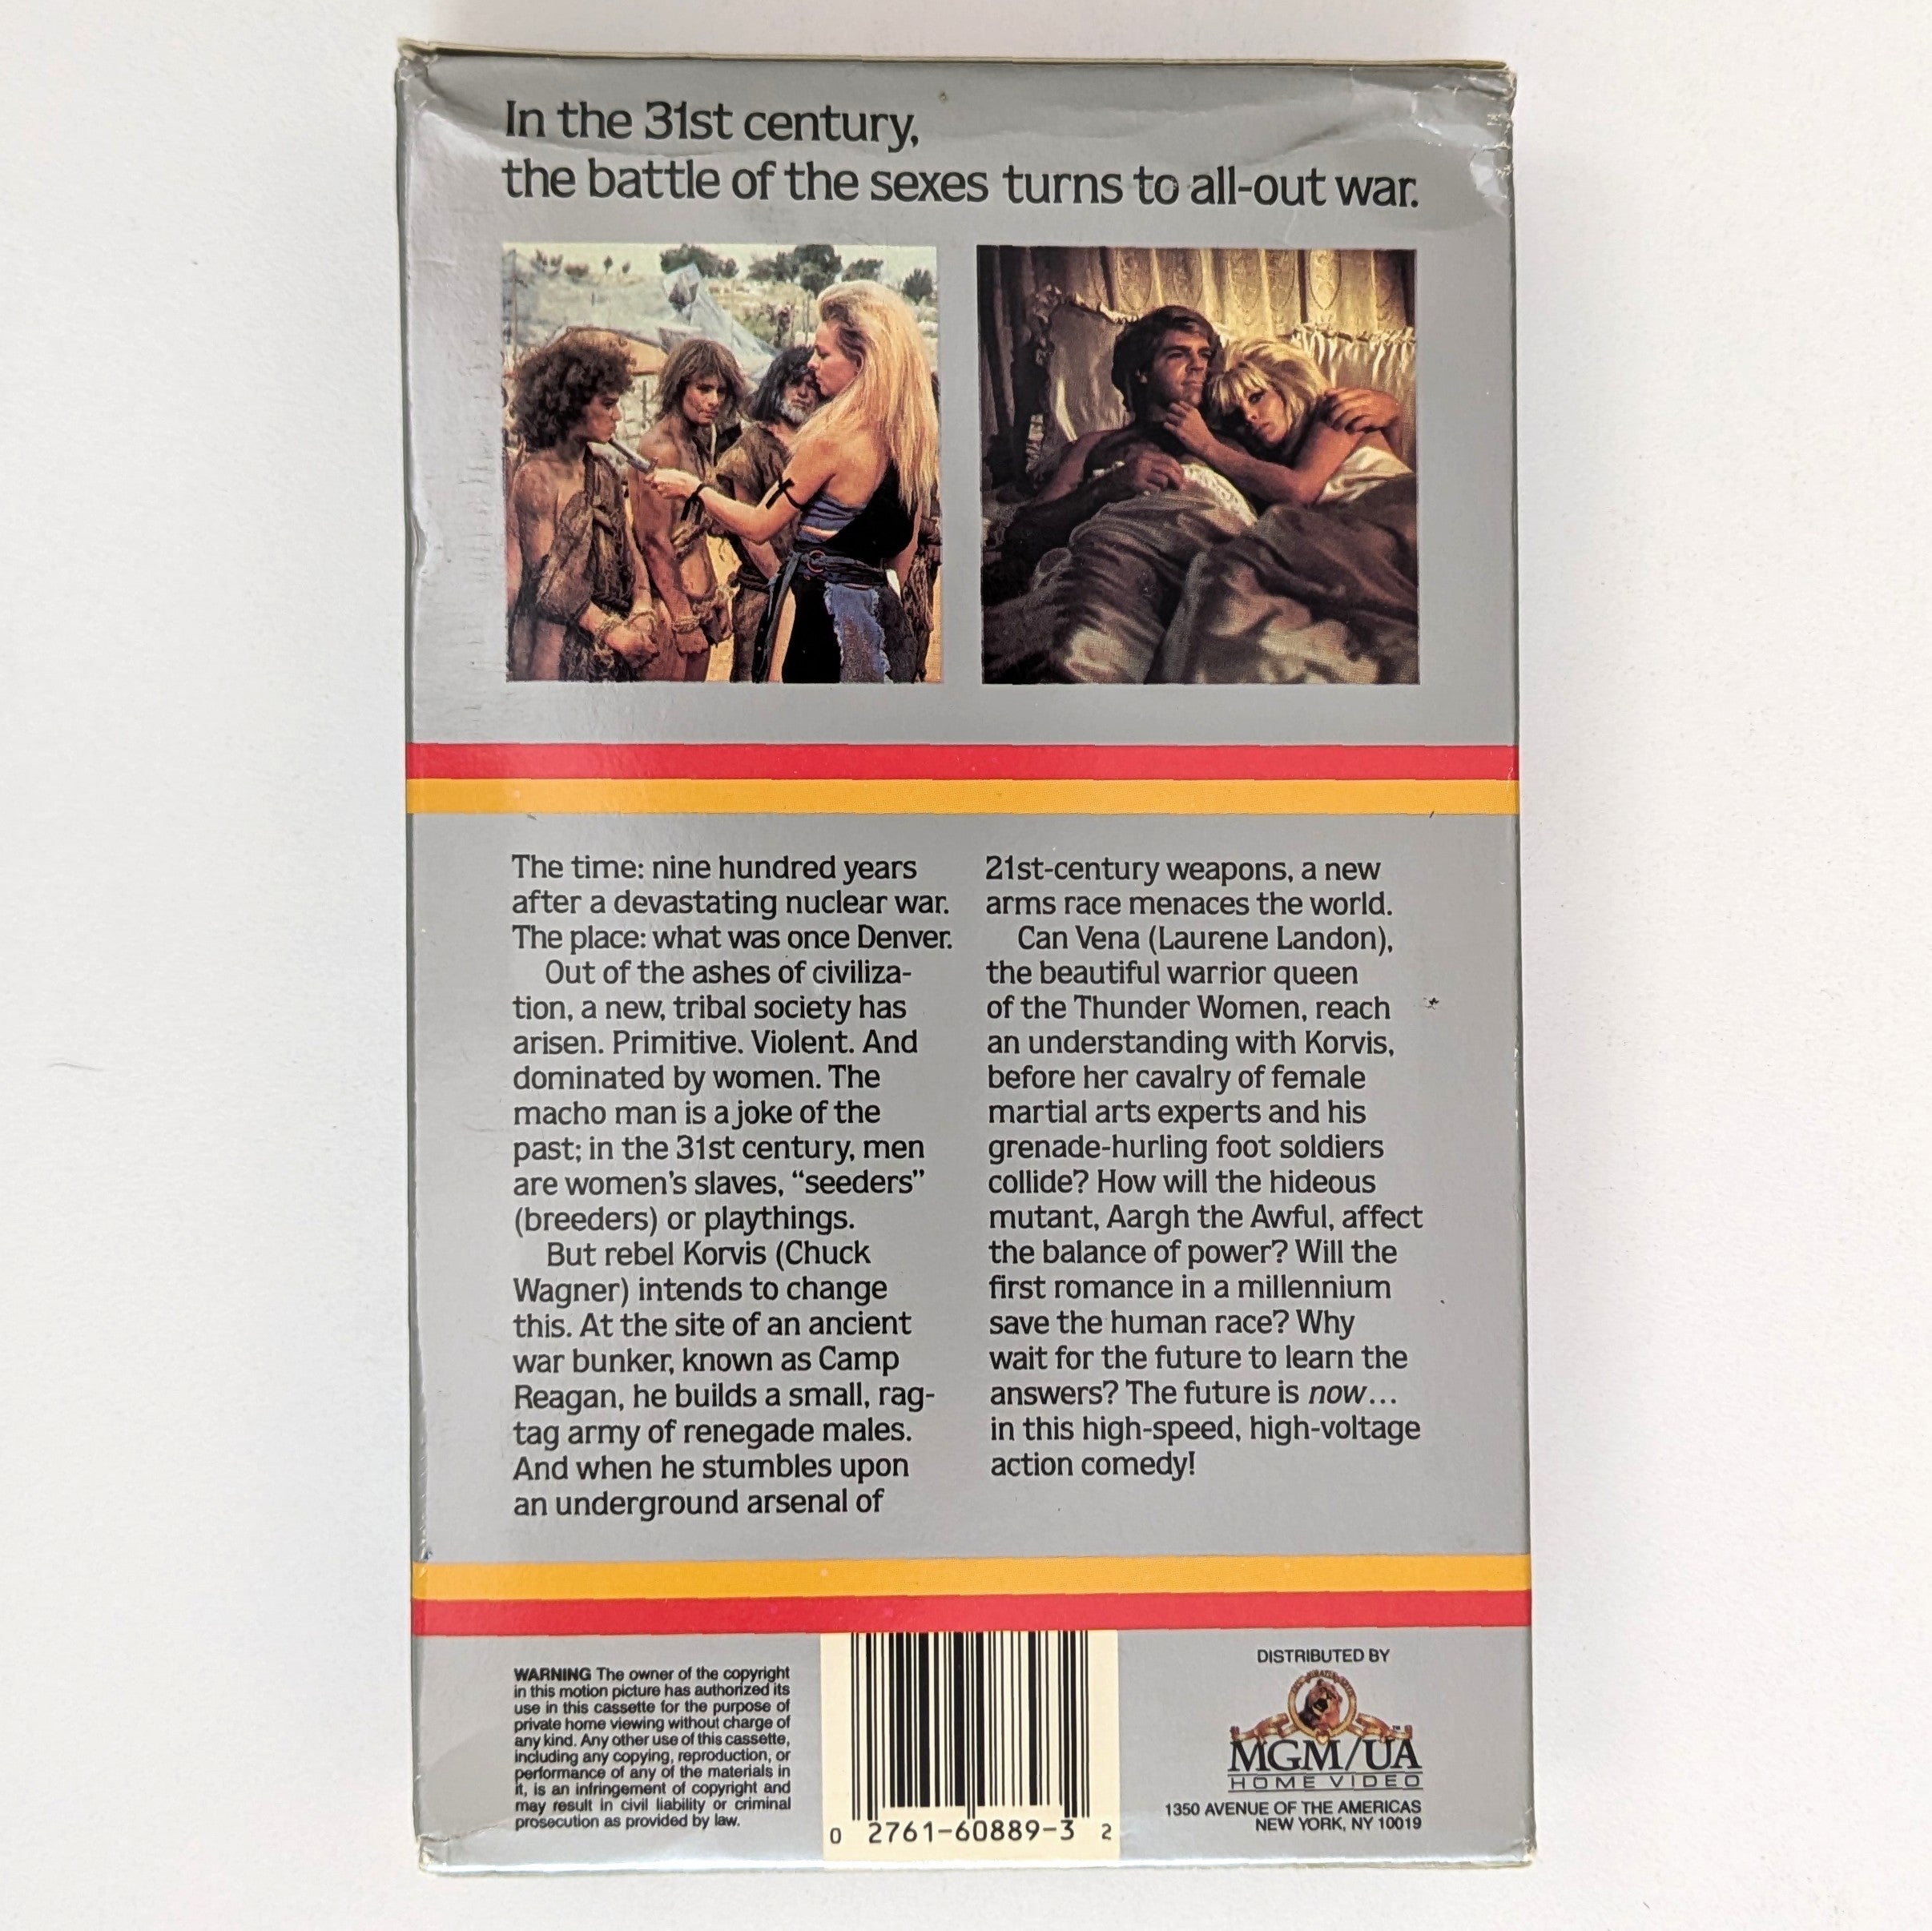 In the 31st century,
the battle of the sexes turns to all-out war.
The time: nine hundred years
after a devastating nuclear war.
The place: what was once Denver.
Out of the ashes of civiliza-
tion, a new, tribal society has
arisen. Primitive. Violent. And
dominated by women. The
macho man is a joke of the
past; in the 31st century, men
are women's slaves, “seeders”
(breeders) or playthings.
But rebel Korvis (Chuck
Wagner) intends to change
this. At the site of an ancient
war bunker, known as Camp
Reagan, he builds a small, rag-
tag army of renegade males.
And when he stumbles upon
an underground arsenal of
21st-century weapons, a new
arms race menaces the world.
Can Vena (Laurene Landon),
the beautiful warrior queen
of the Thunder Women, reach
an understanding with Korvis,
before her cavalry of female
martial arts experts and his
grenade-hurling foot soldiers
collide? How will the hideous
mutant, Aargh the Awful, affect
the balance of power? Will the
first romance in a millennium
save the human race? Why
wait for the future to learn the
answers? The future is now...
in this high-speed, high-voltage
action comedy!
WARNING The owner of the copyright
in this motion picture has authorized its
use in this cassette for the purpose of
private home viewing without charge of
any kind. Any other use of this cassette,
including any copying, reproduction, or
performance of any of the materials in
it, is an infringement of copyright and
may result in civil liability or criminal
prosecution as provided by law.
0 2761-60889-3 2
DISTRIBUTED BY
TM
MGM/UA
HOME VIDEO
1350 AVENUE OF THE AMERICAS
NEW YORK, NY 10019